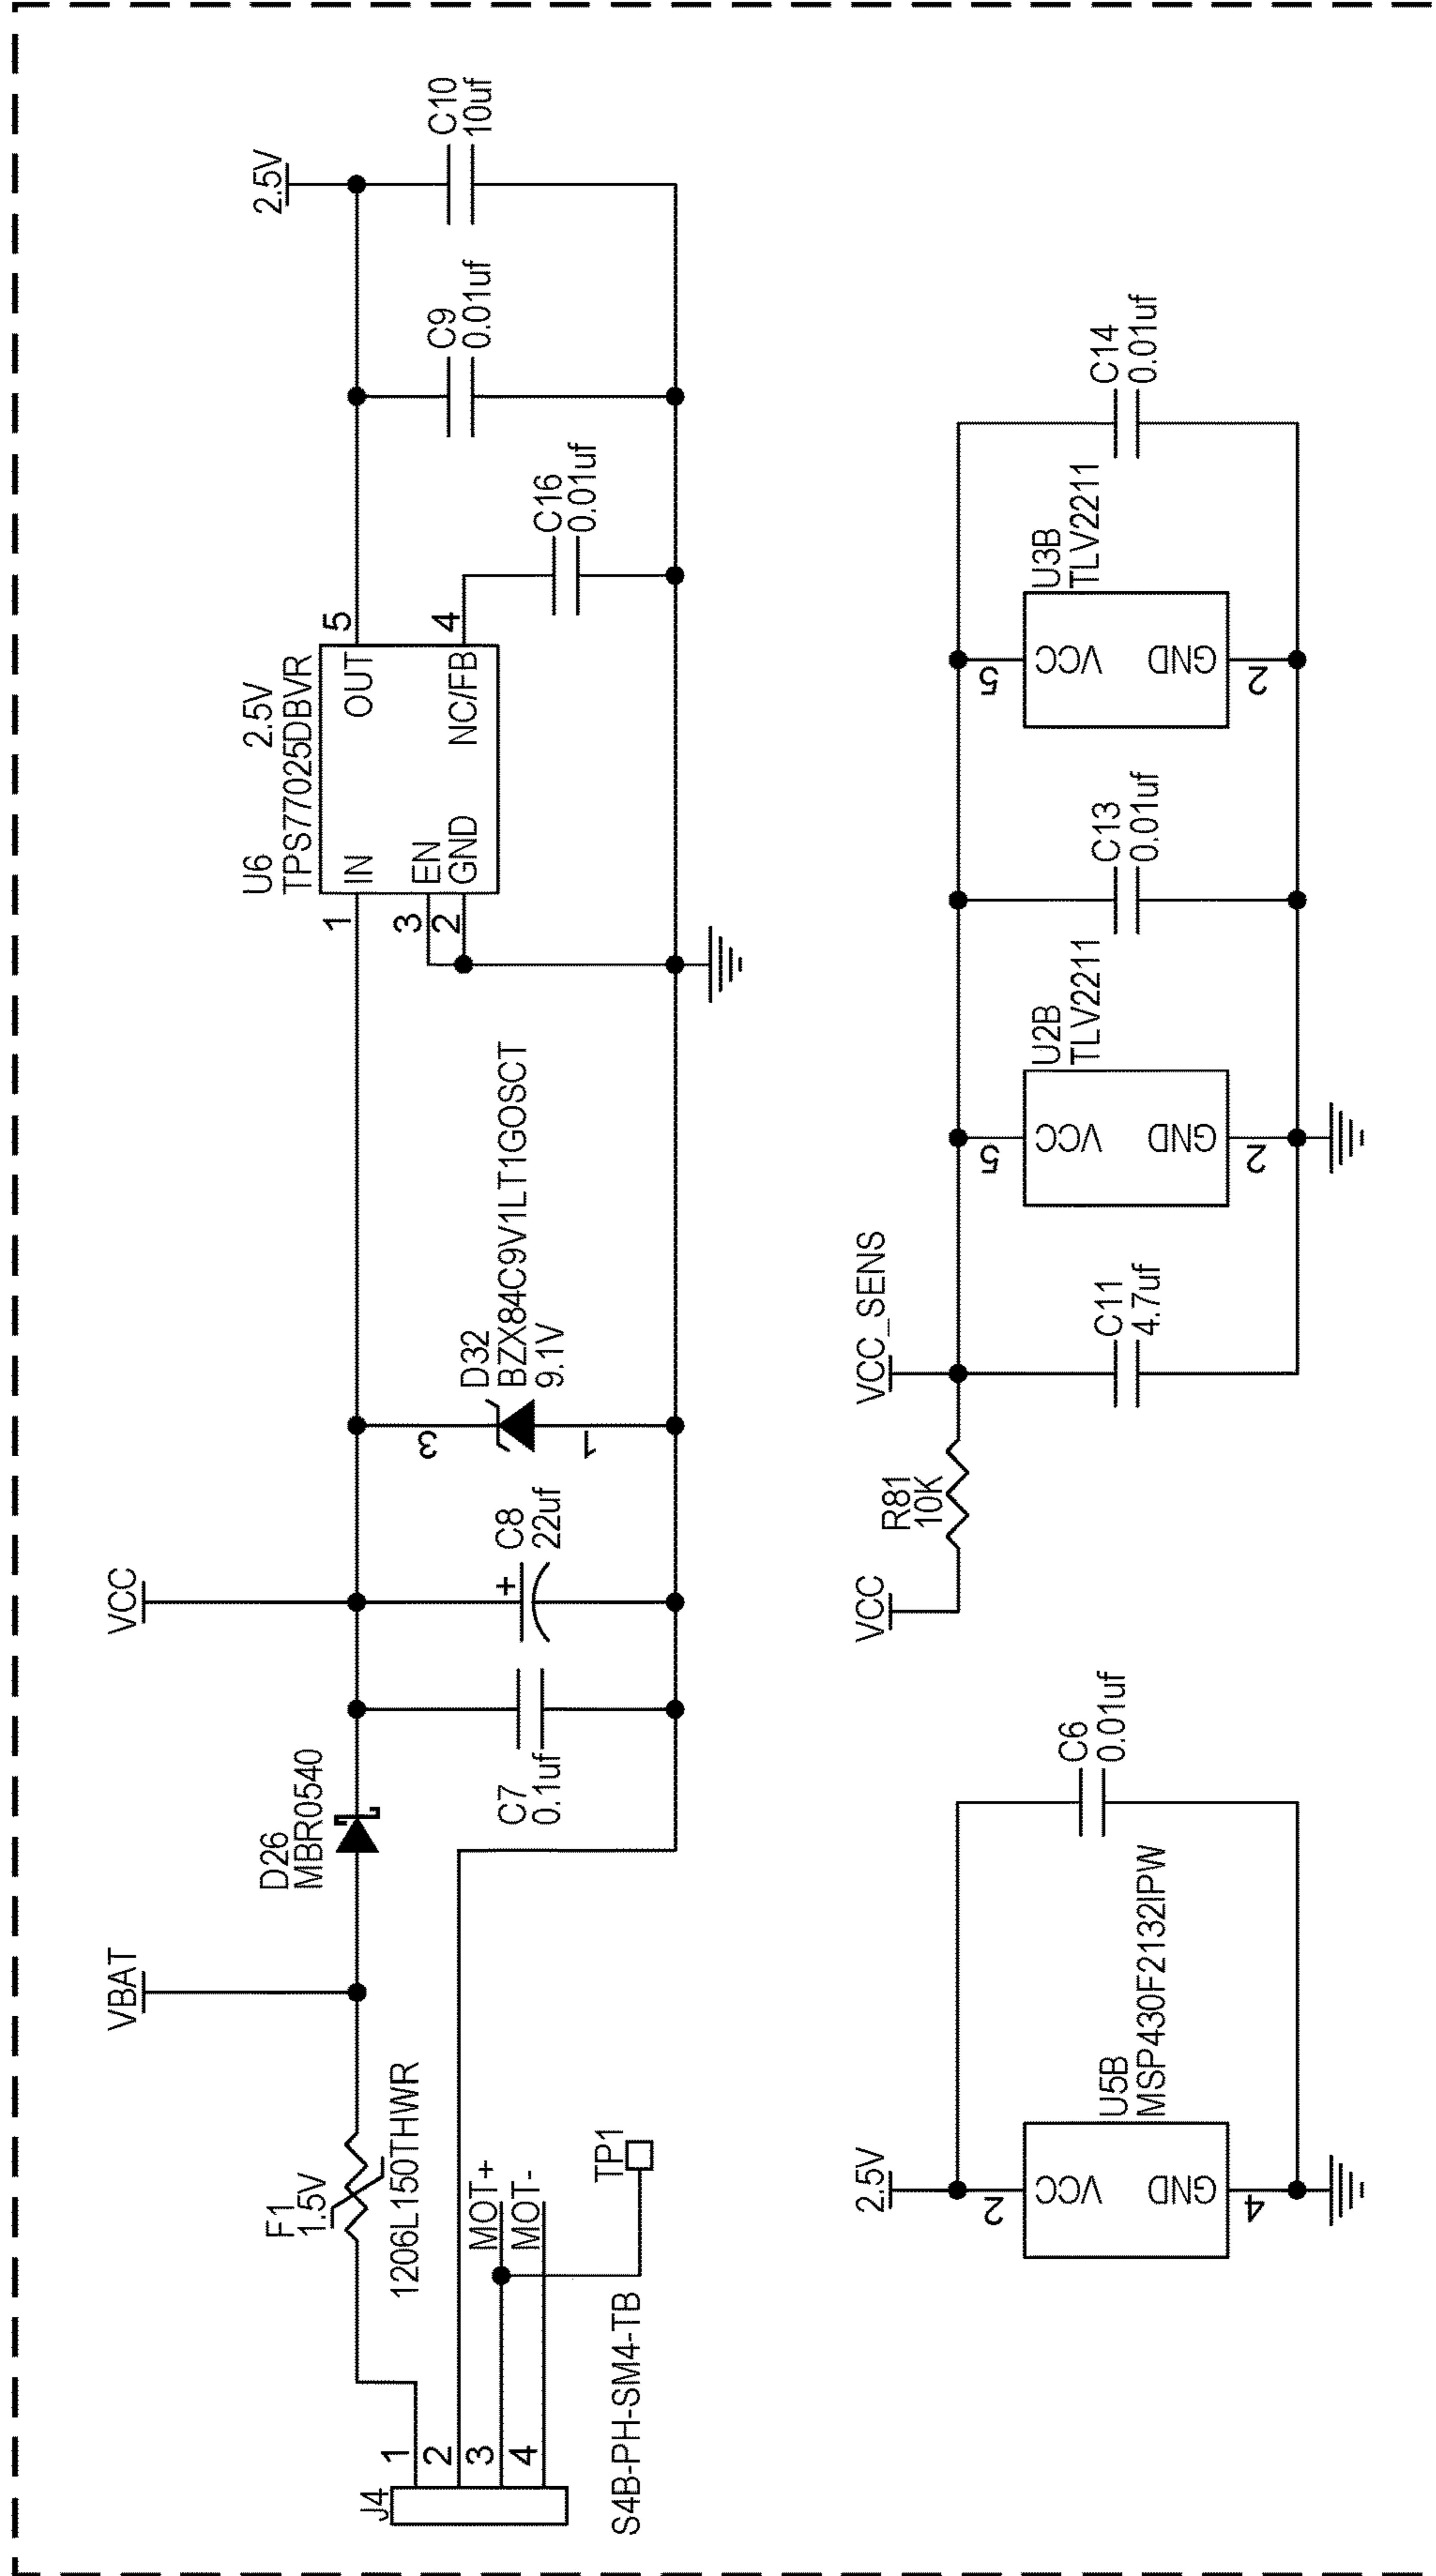 VBAT
VCC
F1
1.5V
1206L150THWR
D26
MBR0540
C7
0.1uf
+
C8
22uf
D32
BZX84C9V1LT1GOSCT
9.1V
3
1
U6 2.5V
TPS77025DBVR
1
IN
OUT
5
3
EN
2
GND
NC/FB
4
C16
0.01uf
C9
0.01uf
2.5V
C10
10uf
J4
1
2
3
4
MOT+
MOT-
TP1
S4B-PH-SM4-TB
2.5V
2
VCC
GND
4
U5B
MSP430F2132IPW
C6
0.01uf
VCC
R81
10K
VCC_SENS
C11
4.7uf
5
VCC
GND
2
U2B
TLV2211
C13
0.01uf
5
VCC
GND
2
U3B
TLV2211
C14
0.01uf